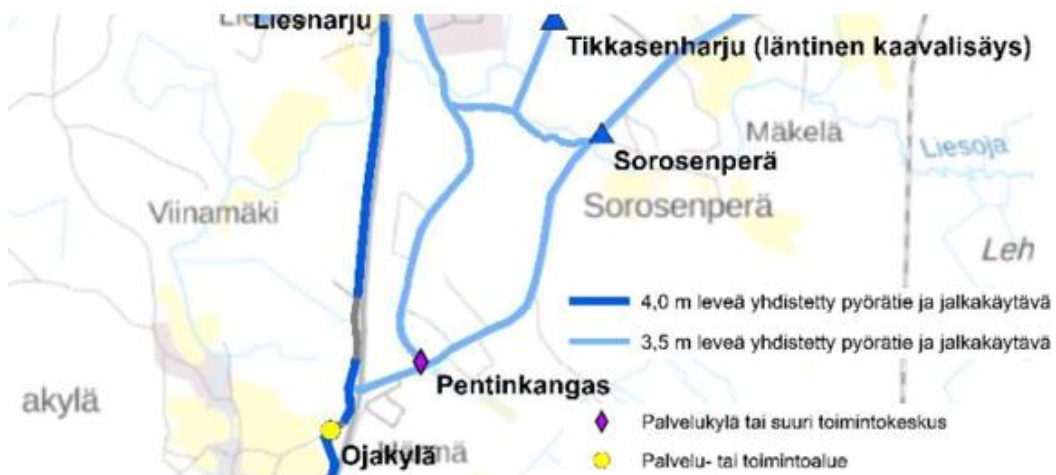 Liesharju
Tikkasenharju (läntinen kaavalisäys)
Mäkelä
Liesoja
Sorosenperä
Viinamäki
Sorosenperä
Leh
4,0 m leveä yhdistetty pyörätie ja jalkakäytävä
3,5 m leveä yhdistetty pyörätie ja jalkakäytävä
Pentinkangas
akylä
Palvelukylä tai suuri toimintokeskus
Ojakylä
Palvelu- tai toimintoalue